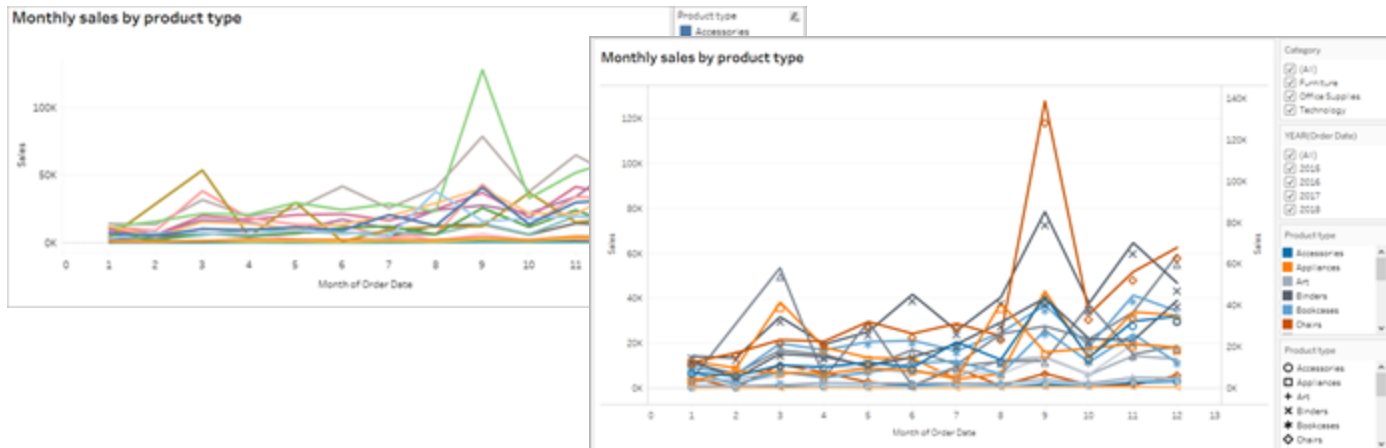 Monthly sales by product type
Product type
Accessories
100K
50K
0K
Sales
0 1 2 3 4 5 6 7 8 9 10 11
Month of Order Date
Monthly sales by product type
120K
100K
80K
60K
40K
20K
0K
Sales
140K
120K
100K
80K
60K
40K
20K
0K
Sales
0 1 2 3 4 5 6 7 8 9 10 11 12 13
Month of Order Date
Category
(All)
Furniture
Office Supplies
Technology
YEAR(Order Date)
(All)
2015
2016
2017
2018
Product type
Accessories
Appliances
Art
Binders
Bookcases
Chairs
Product type
Accessories
Appliances
Art
Binders
Bookcases
Chairs